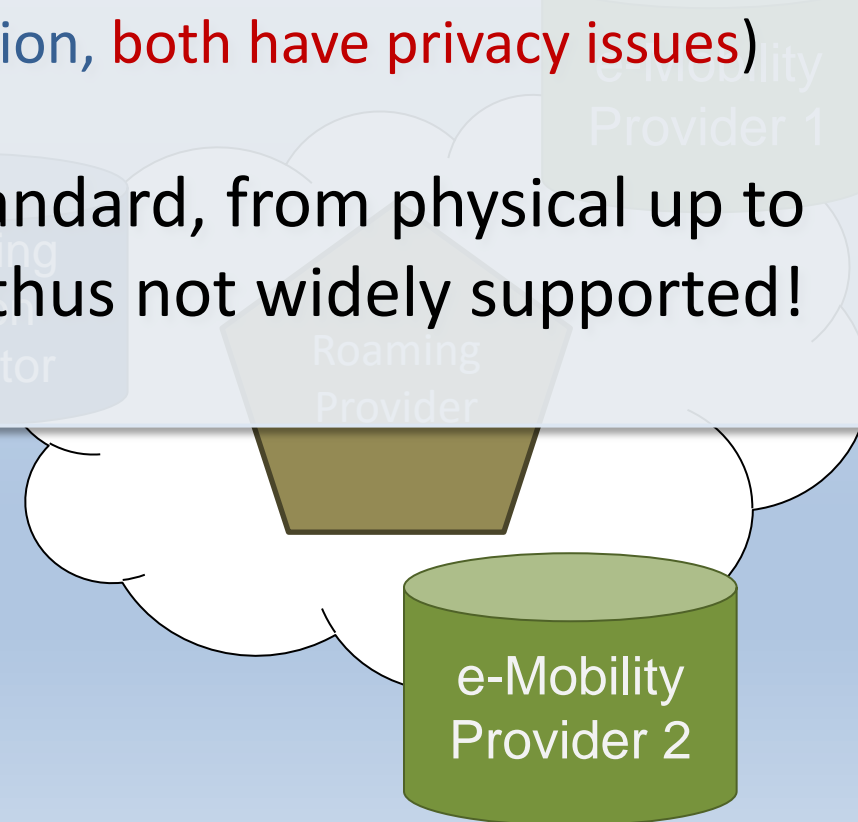 ion, both have privacy issues)
e-Mobility
Provider 1
andard, from physical up to
thus not widely supported!
Roaming
Provider
tor
e-Mobility
Provider 2